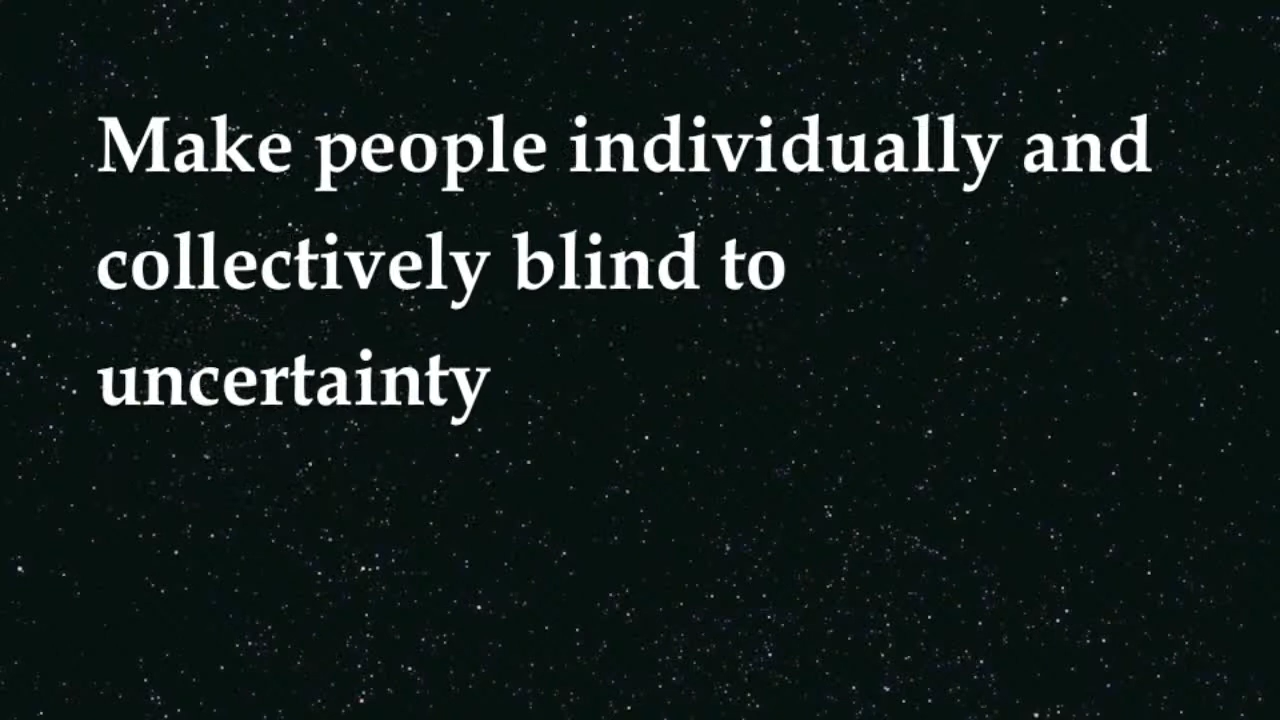 Make people individually and
collectively blind to
uncertainty